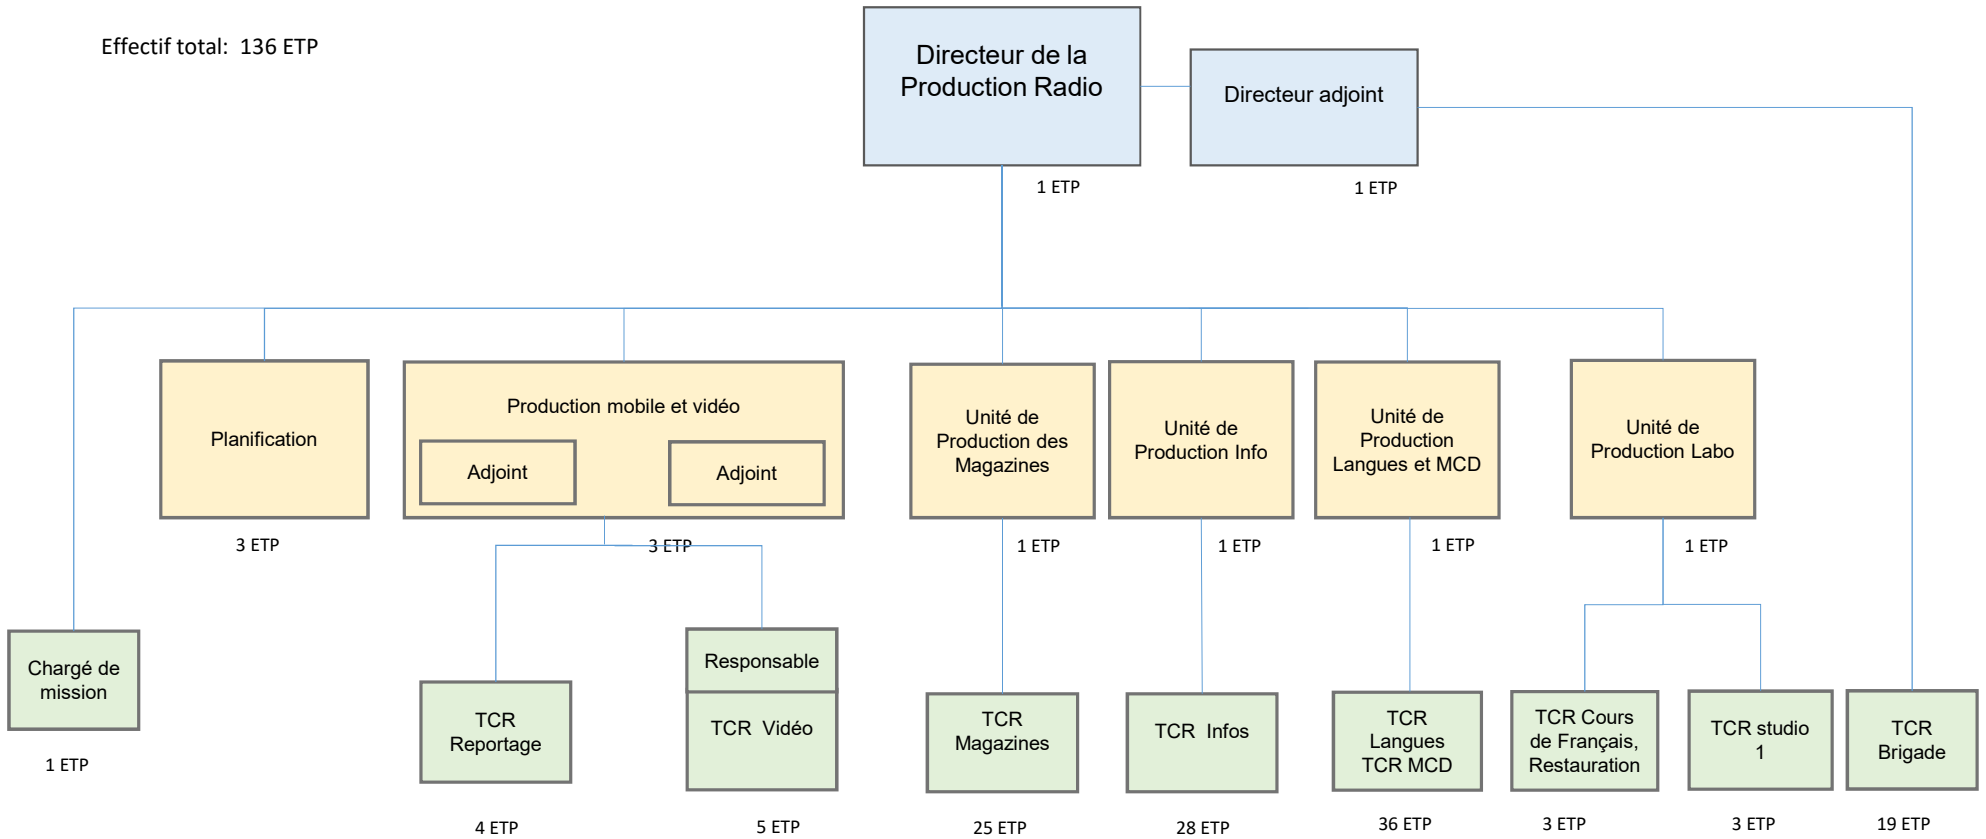 Effectif total: 136 ETP
Directeur de la
Production Radio
Directeur adjoint
1 ETP
1 ETP
Planification
Production mobile et vidéo
Adjoint
Adjoint
Unité de
Production des
Magazines
Unité de
Production Info
Unité de
Production
Langues et MCD
Unité de
Production Labo
3 ETP
3 ETP
1 ETP
1 ETP
1 ETP
1 ETP
Chargé de
mission
1 ETP
TCR
Reportage
Responsable
TCR Vidéo
TCR
Magazines
TCR Infos
TCR
Langues
TCR MCD
TCR Cours
de Français,
Restauration
TCR studio
1
TCR
Brigade
4 ETP
5 ETP
25 ETP
28 ETP
36 ETP
3 ETP
3 ETP
19 ETP